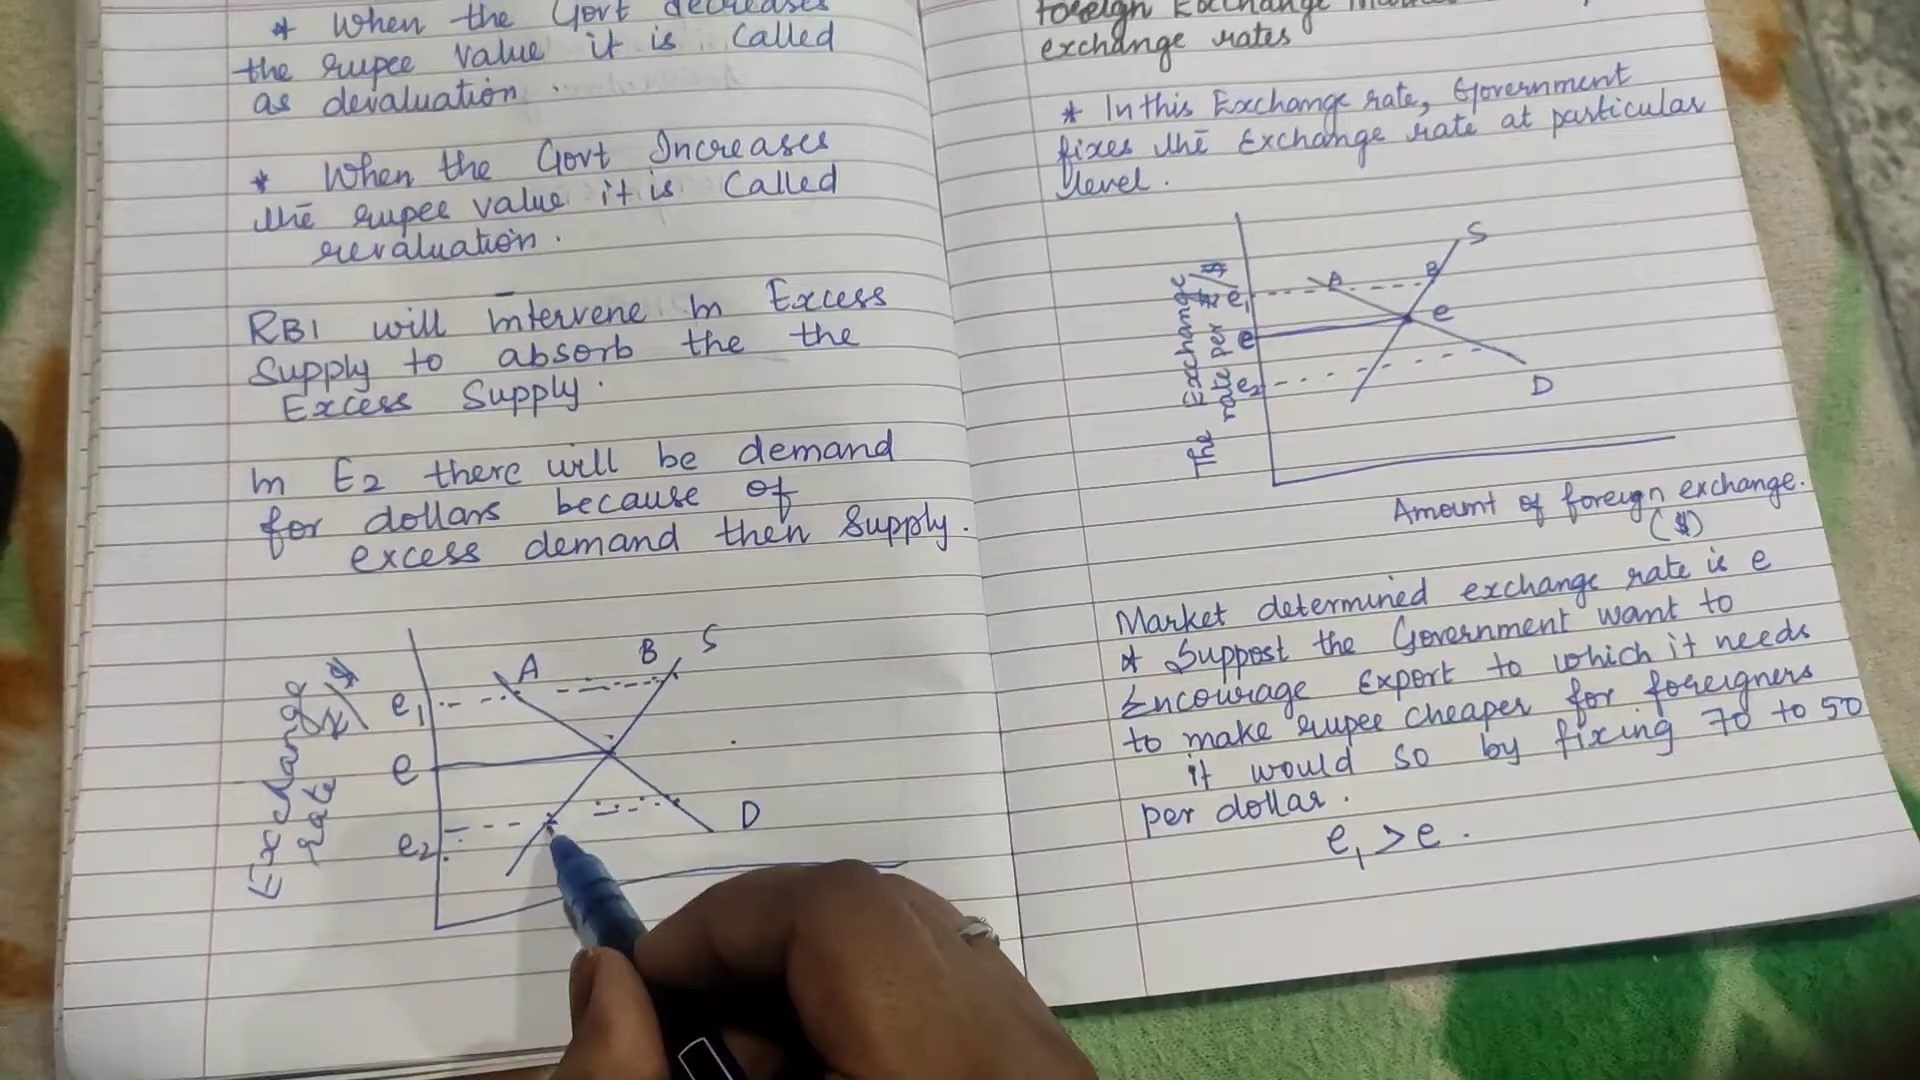 * When the Govt decreases
the rupee value it is called
as devaluation.
* When the Govt Increases
the rupee value it is called
revaluation.
RBI will intervene in Excess
Supply to absorb the the
Excess Supply.
In E2 there will be demand
for dollars because of
excess demand then Supply.
A B S
e1
e
e2
D
Exchange
rate
₹/$
foreign Exchange
exchange rates
* In this Exchange rate, Government
fixes the Exchange rate at particular
level.
S
A B
e1
e e
e2
D
The Exchange
rate per
₹/$
Amount of foreign exchange.
($)
Market determined exchange rate is e
* Suppost the Government want to
Encourage Export to which it needs
to make rupee cheaper for foreigners
it would so by fixing 70 to 50
per dollar.
e1 > e .